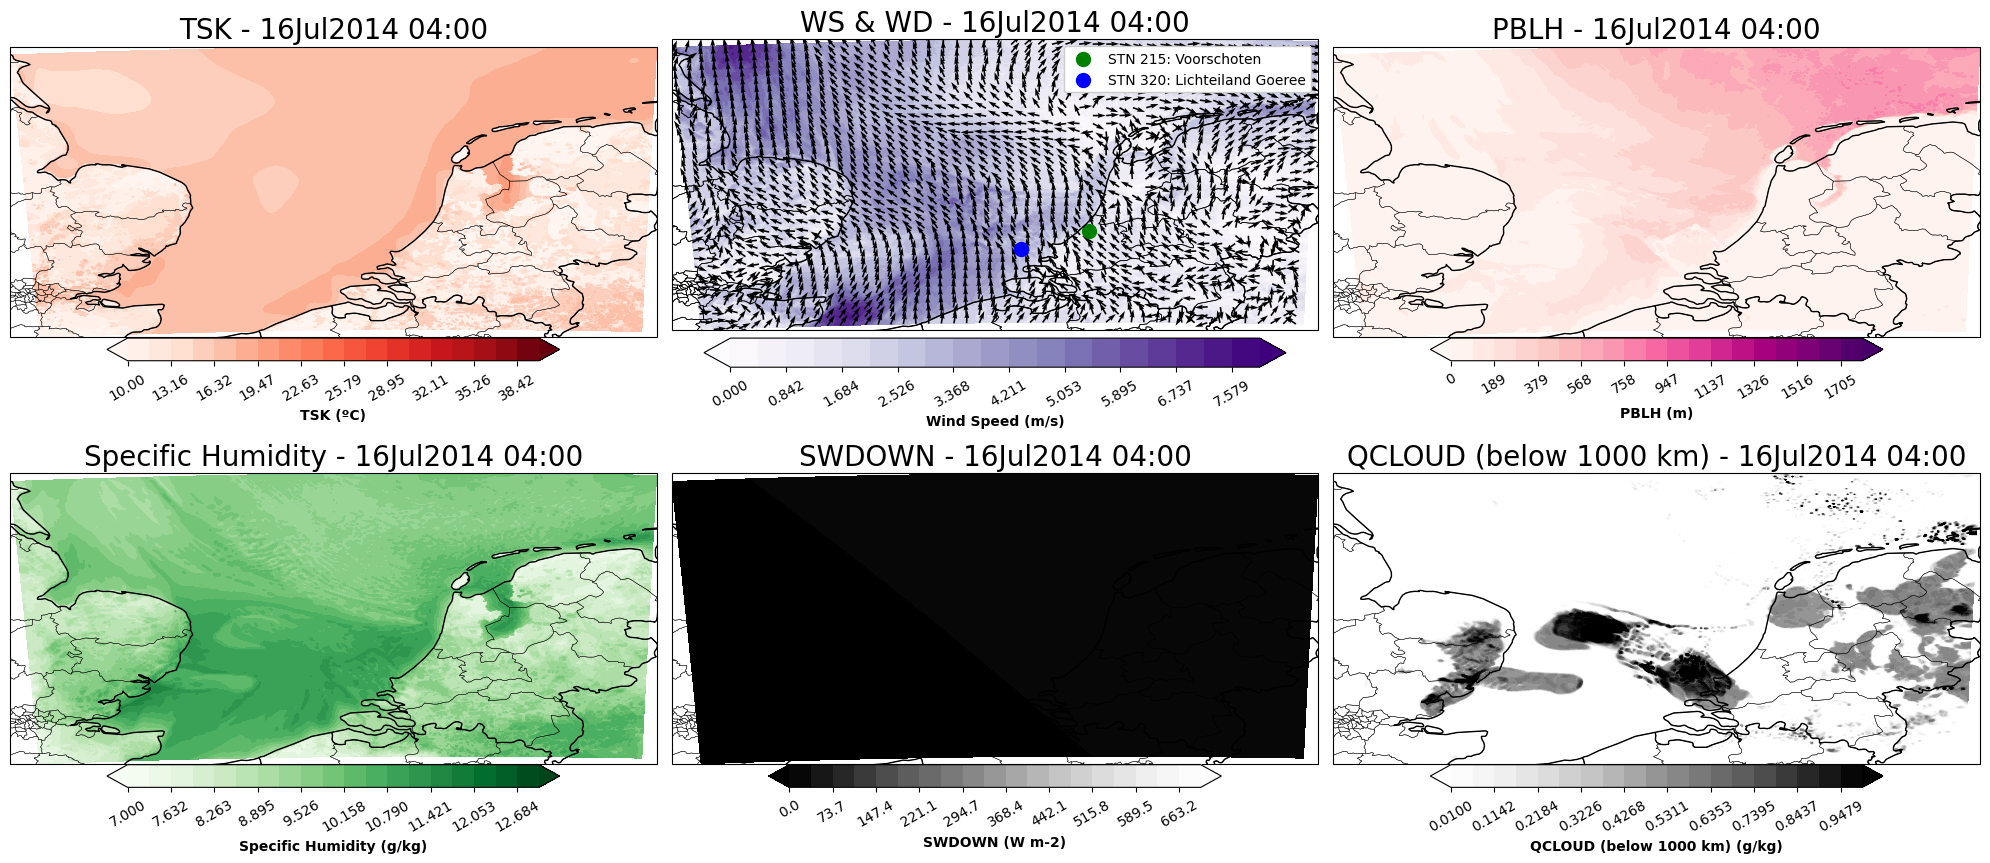 TSK - 16Jul2014 04:00
WS & WD - 16Jul2014 04:00
PBLH - 16Jul2014 04:00
STN 215: Voorschoten
STN 320: Lichteiland Goeree
10.00 13.16 16.32 19.47 22.63 25.79 28.95 32.11 35.26 38.42
TSK (ºC)
0.000 0.842 1.684 2.526 3.368 4.211 5.053 5.895 6.737 7.579
Wind Speed (m/s)
0 189 379 568 758 947 1137 1326 1516 1705
PBLH (m)
Specific Humidity - 16Jul2014 04:00
SWDOWN - 16Jul2014 04:00
QCLOUD (below 1000 km) - 16Jul2014 04:00
7.000 7.632 8.263 8.895 9.526 10.158 10.790 11.421 12.053 12.684
Specific Humidity (g/kg)
0.0 73.7 147.4 221.1 294.7 368.4 442.1 515.8 589.5 663.2
SWDOWN (W m-2)
0.0100 0.1142 0.2184 0.3226 0.4268 0.5311 0.6353 0.7395 0.8437 0.9479
QCLOUD (below 1000 km) (g/kg)